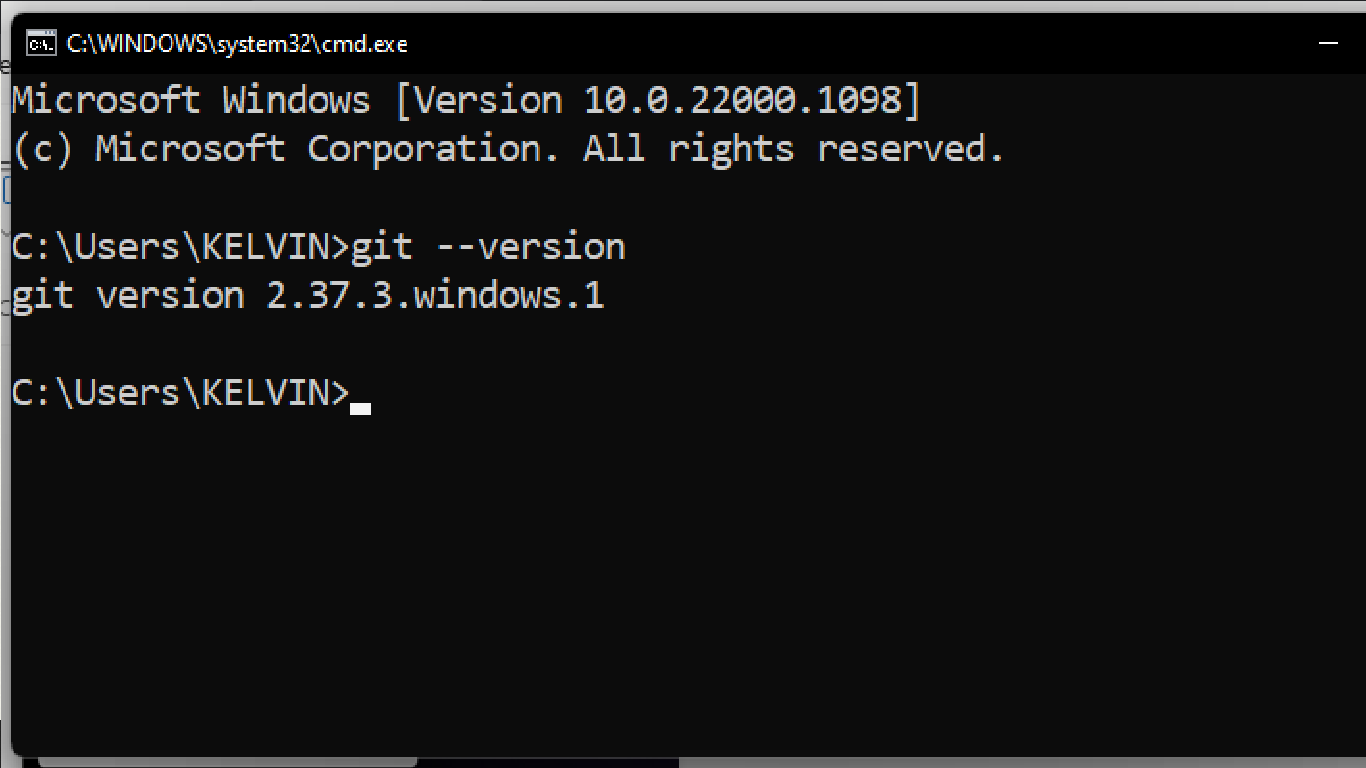 C:\WINDOWS\system32\cmd.exe
Microsoft Windows [Version 10.0.22000.1098]
(c) Microsoft Corporation. All rights reserved.
C:\Users\KELVIN>git --version
git version 2.37.3.windows.1
C:\Users\KELVIN>